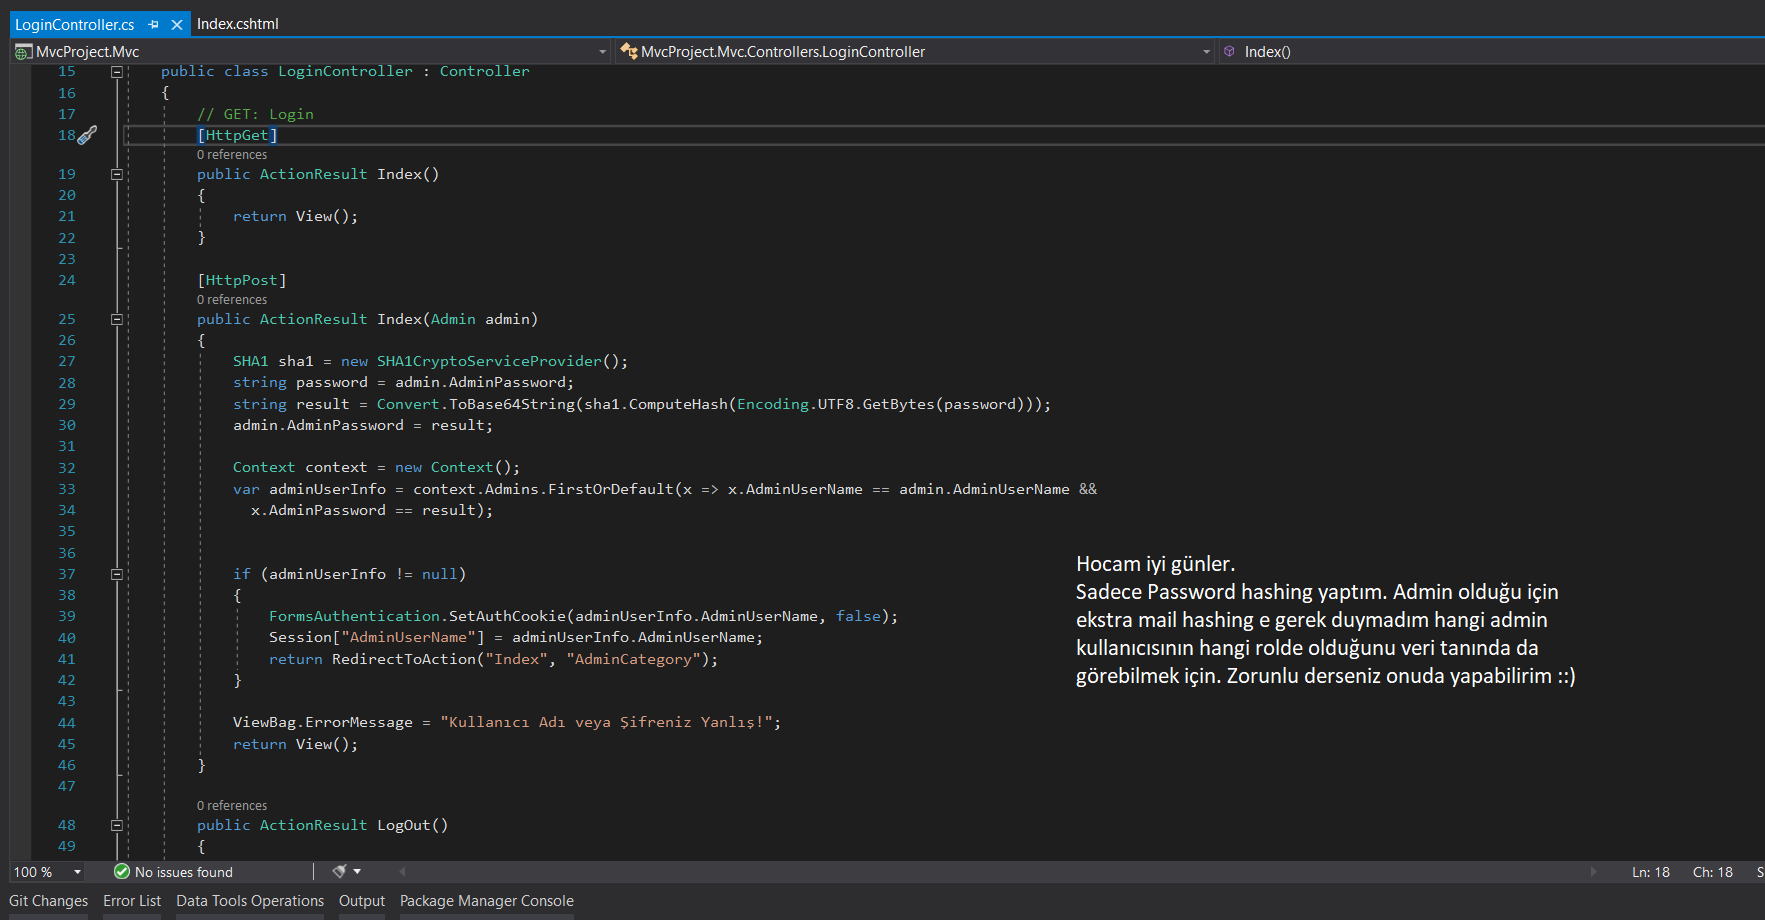 LoginController.cs
Index.cshtml
MvcProject.Mvc
MvcProject.Mvc.Controllers.LoginController
Index()
15 public class LoginController : Controller
16 {
17 // GET: Login
18 [HttpGet]
0 references
19 public ActionResult Index()
20 {
21 return View();
22 }
23
24 [HttpPost]
0 references
25 public ActionResult Index(Admin admin)
26 {
27 SHA1 sha1 = new SHA1CryptoServiceProvider();
28 string password = admin.AdminPassword;
29 string result = Convert.ToBase64String(sha1.ComputeHash(Encoding.UTF8.GetBytes(password)));
30 admin.AdminPassword = result;
31
32 Context context = new Context();
33 var adminUserInfo = context.Admins.FirstOrDefault(x => x.AdminUserName == admin.AdminUserName &&
34 x.AdminPassword == result);
35
36
37 if (adminUserInfo != null)
38 {
39 FormsAuthentication.SetAuthCookie(adminUserInfo.AdminUserName, false);
40 Session["AdminUserName"] = adminUserInfo.AdminUserName;
41 return RedirectToAction("Index", "AdminCategory");
42 }
43
44 ViewBag.ErrorMessage = "Kullanıcı Adı veya Şifreniz Yanlış!";
45 return View();
46 }
47
0 references
48 public ActionResult LogOut()
49 {
Hocam iyi günler.
Sadece Password hashing yaptım. Admin olduğu için
ekstra mail hashing e gerek duymadım hangi admin
kullanıcısının hangi rolde olduğunu veri tanında da
görebilmek için. Zorunlu derseniz onuda yapabilirim ::)
100 %
No issues found
Ln: 18
Ch: 18
S
Git Changes
Error List
Data Tools Operations
Output
Package Manager Console